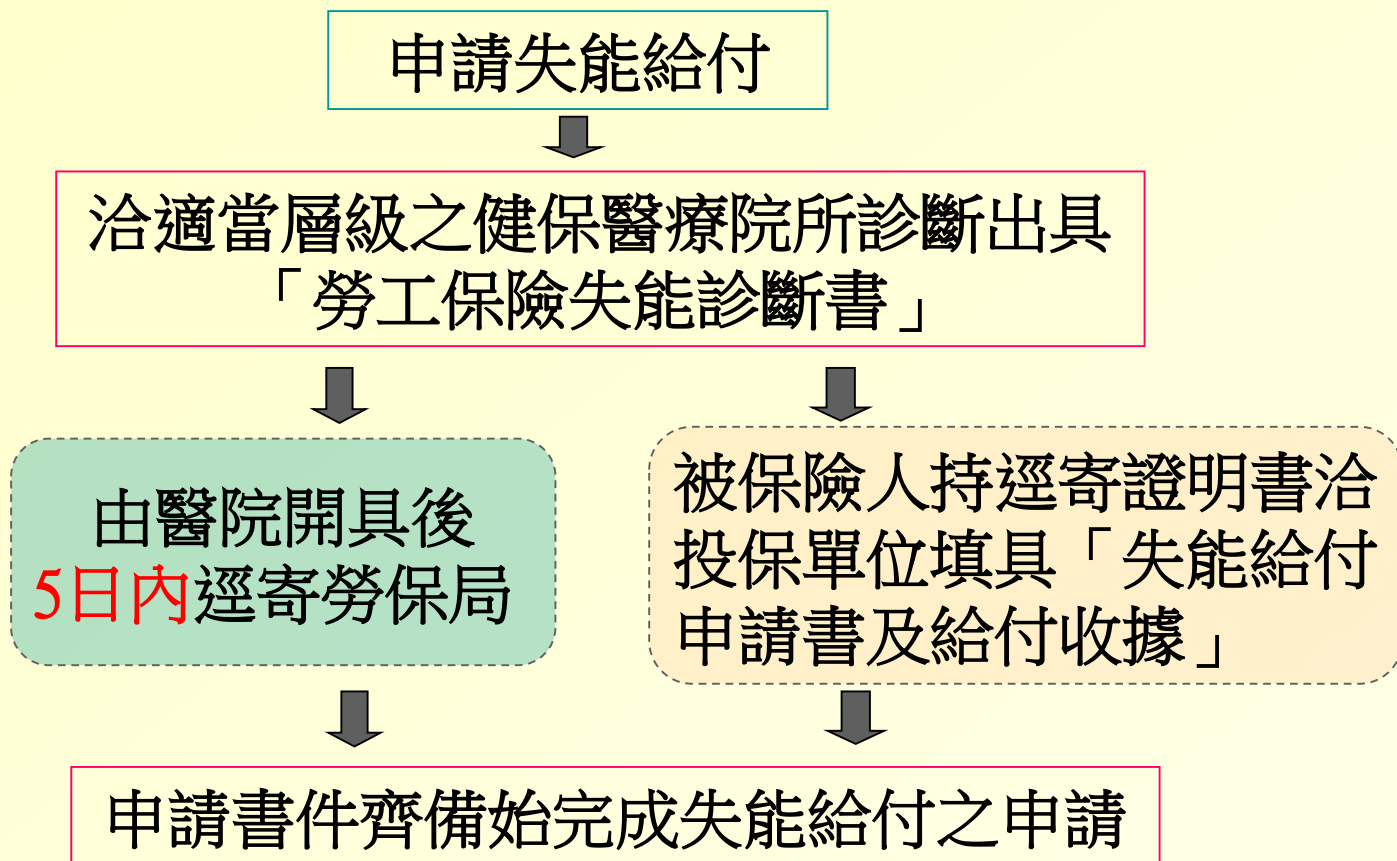 申請失能給付
洽適當層級之健保醫療院所診斷出具
「勞工保險失能診斷書」
由醫院開具後
5日內逕寄勞保局
被保險人持逕寄證明書洽
投保單位填具「失能給付
申請書及給付收據」
申請書件齊備始完成失能給付之申請